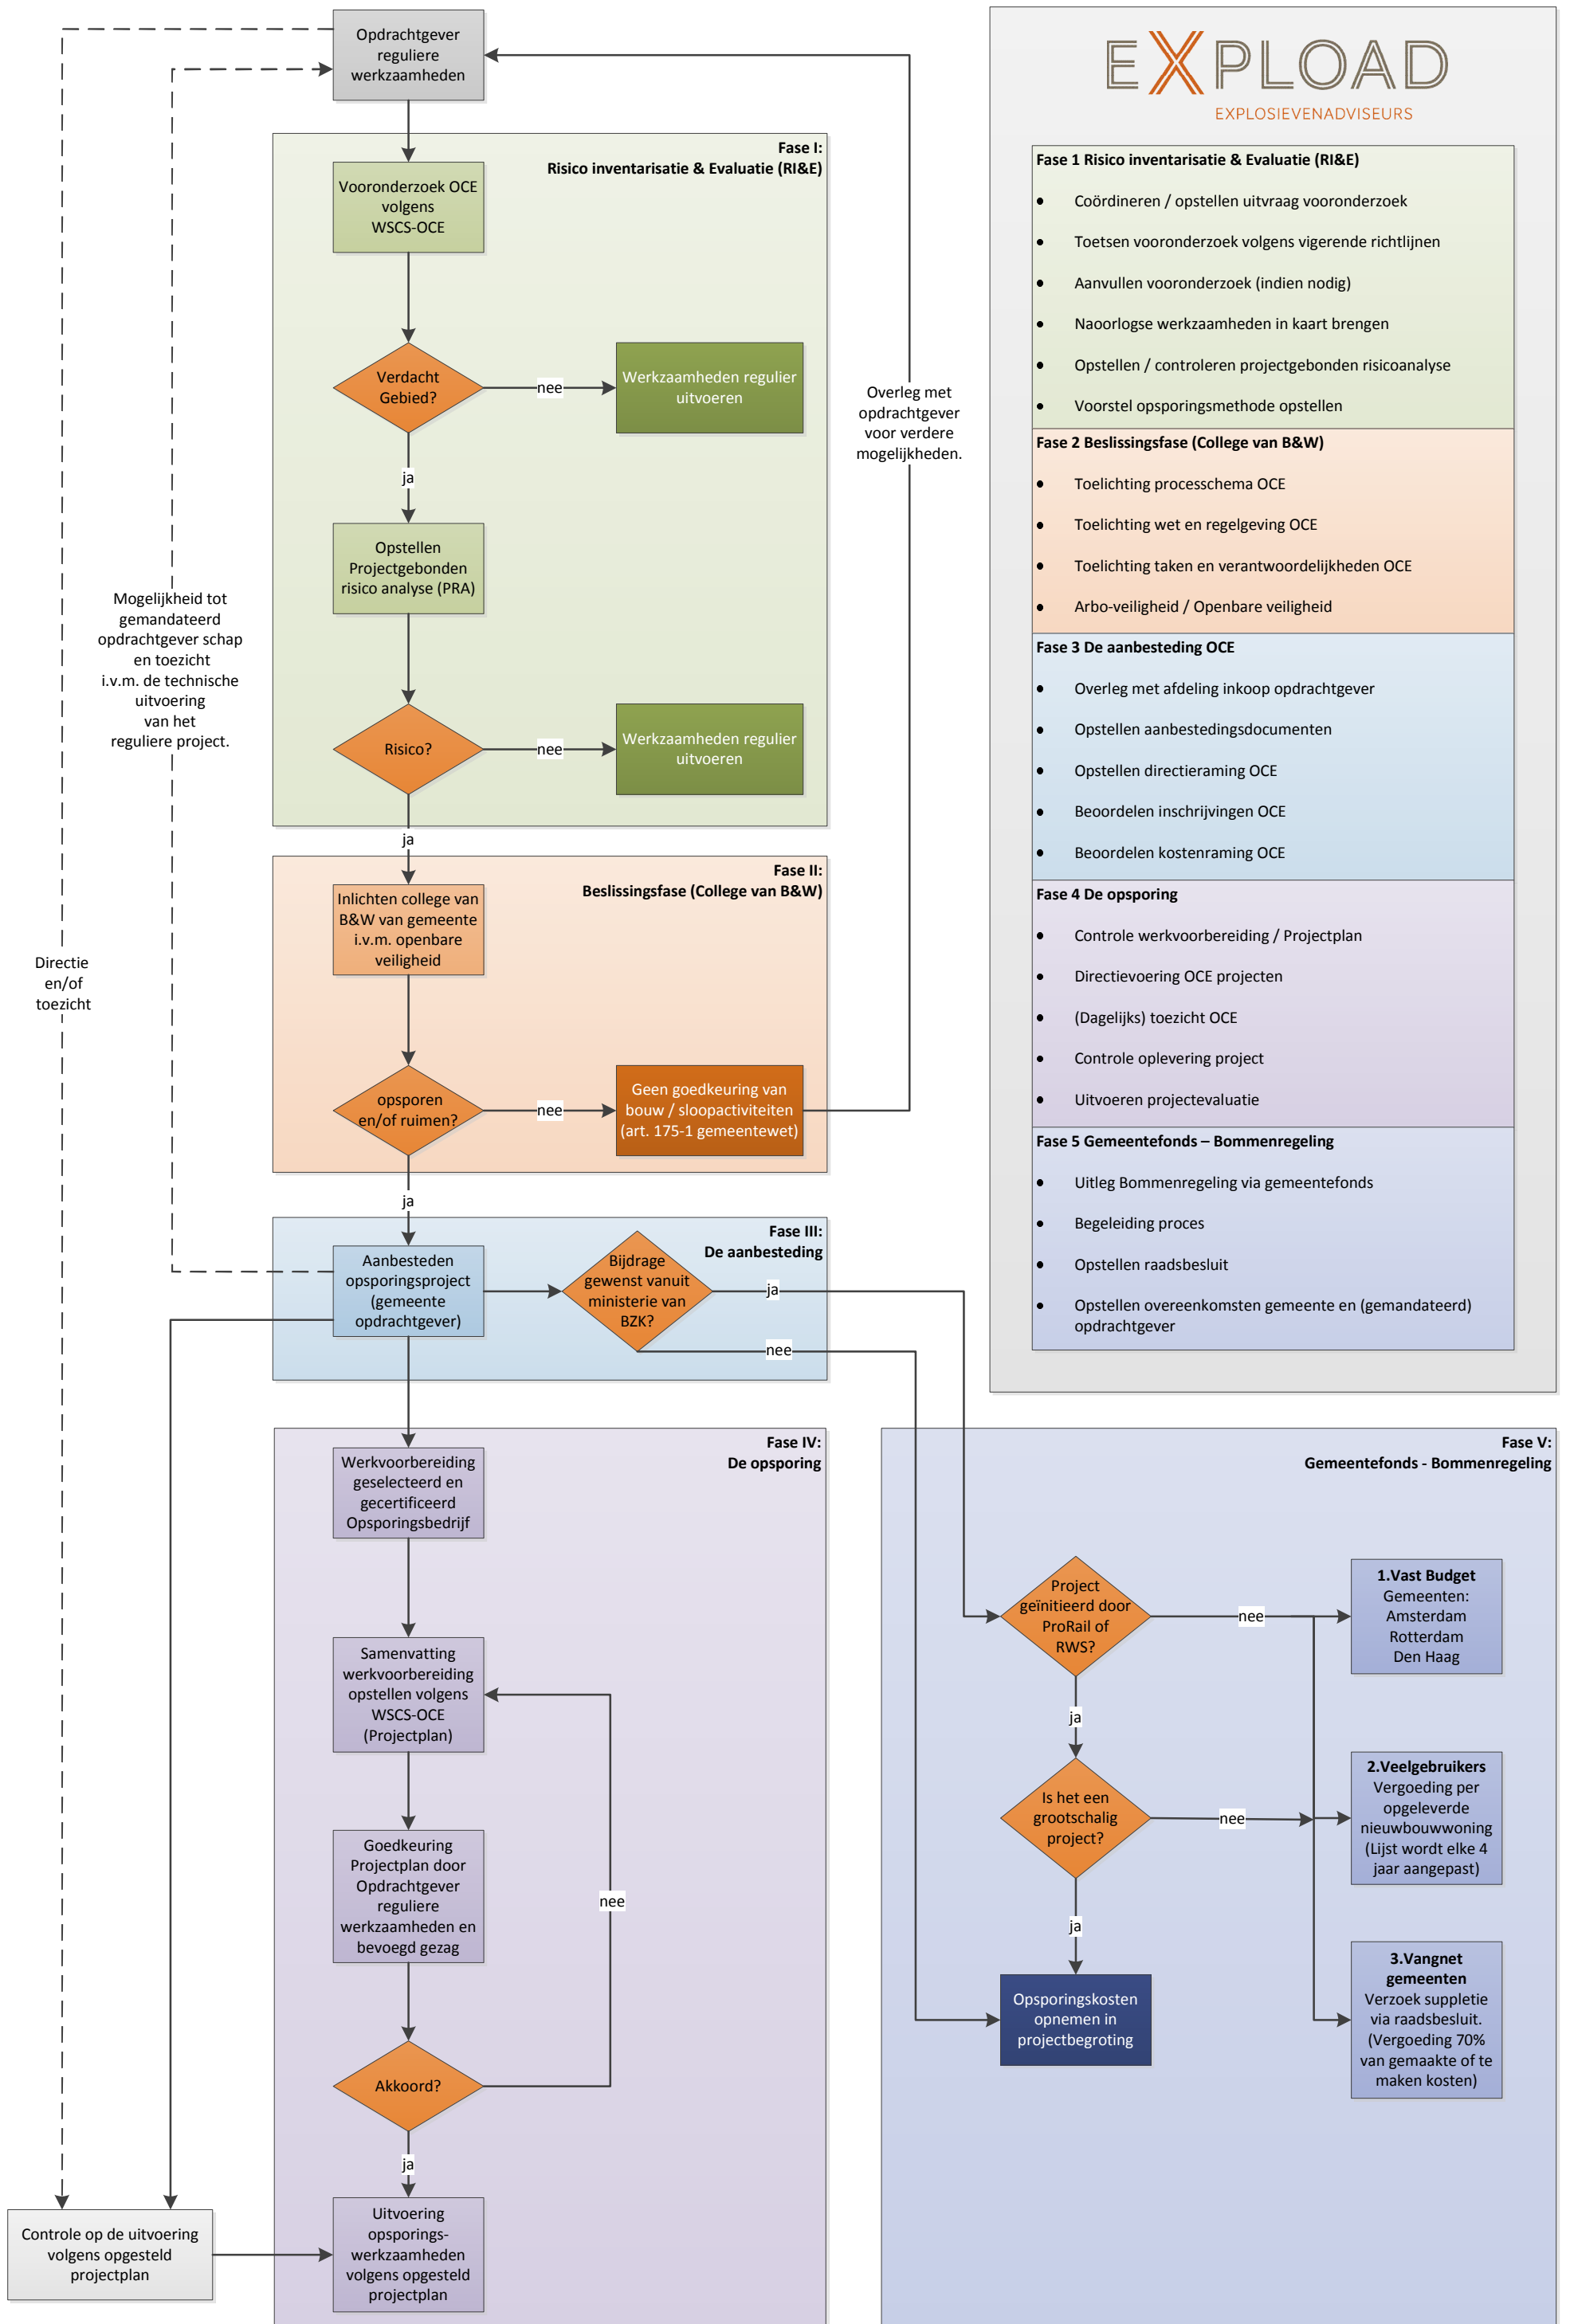 Opdrachtgever
reguliere
werkzaamheden
Fase I:
Risico inventarisatie & Evaluatie (RI&E)
Vooronderzoek OCE
volgens
WSCS-OCE
Verdacht
Gebied?
nee
Werkzaamheden regulier
uitvoeren
ja
Opstellen
Projectgebonden
risico analyse (PRA)
Risico?
nee
Werkzaamheden regulier
uitvoeren
ja
Overleg met
opdrachtgever
voor verdere
mogelijkheden.
Mogelijkheid tot
gemandateerd
opdrachtgever schap
en toezicht
i.v.m. de technische
uitvoering
van het
reguliere project.
Directie
en/of
toezicht
Fase II:
Beslissingsfase (College van B&W)
Inlichten college van
B&W van gemeente
i.v.m. openbare
veiligheid
opsporen
en/of ruimen?
nee
Geen goedkeuring van
bouw / sloopactiviteiten
(art. 175-1 gemeentewet)
ja
Fase III:
De aanbesteding
Aanbesteden
opsporingsproject
(gemeente
opdrachtgever)
Bijdrage
gewenst vanuit
ministerie van
BZK?
ja
nee
Fase IV:
De opsporing
Werkvoorbereiding
geselecteerd en
gecertificeerd
Opsporingsbedrijf
Samenvatting
werkvoorbereiding
opstellen volgens
WSCS-OCE
(Projectplan)
Goedkeuring
Projectplan door
Opdrachtgever
reguliere
werkzaamheden en
bevoegd gezag
nee
Akkoord?
ja
Uitvoering
opsporings-
werkzaamheden
volgens opgesteld
projectplan
Controle op de uitvoering
volgens opgesteld
projectplan
EXPLOAD
EXPLOSIEVENADVISEURS
Fase 1 Risico inventarisatie & Evaluatie (RI&E)
• Coördineren / opstellen uitvraag vooronderzoek
• Toetsen vooronderzoek volgens vigerende richtlijnen
• Aanvullen vooronderzoek (indien nodig)
• Naoorlogse werkzaamheden in kaart brengen
• Opstellen / controleren projectgebonden risicoanalyse
• Voorstel opsporingsmethode opstellen
Fase 2 Beslissingsfase (College van B&W)
• Toelichting processchema OCE
• Toelichting wet en regelgeving OCE
• Toelichting taken en verantwoordelijkheden OCE
• Arbo-veiligheid / Openbare veiligheid
Fase 3 De aanbesteding OCE
• Overleg met afdeling inkoop opdrachtgever
• Opstellen aanbestedingsdocumenten
• Opstellen directieraming OCE
• Beoordelen inschrijvingen OCE
• Beoordelen kostenraming OCE
Fase 4 De opsporing
• Controle werkvoorbereiding / Projectplan
• Directievoering OCE projecten
• (Dagelijks) toezicht OCE
• Controle oplevering project
• Uitvoeren projectevaluatie
Fase 5 Gemeentefonds – Bommenregeling
• Uitleg Bommenregeling via gemeentefonds
• Begeleiding proces
• Opstellen raadsbesluit
• Opstellen overeenkomsten gemeente en (gemandateerd)
opdrachtgever
Fase V:
Gemeentefonds - Bommenregeling
Project
geïnitieerd door
ProRail of
RWS?
nee
1.Vast Budget
Gemeenten:
Amsterdam
Rotterdam
Den Haag
ja
Is het een
grootschalig
project?
nee
2.Veelgebruikers
Vergoeding per
opgeleverde
nieuwbouwwoning
(Lijst wordt elke 4
jaar aangepast)
ja
Opsporingskosten
opnemen in
projectbegroting
3.Vangnet
gemeenten
Verzoek suppletie
via raadsbesluit.
(Vergoeding 70%
van gemaakte of te
maken kosten)